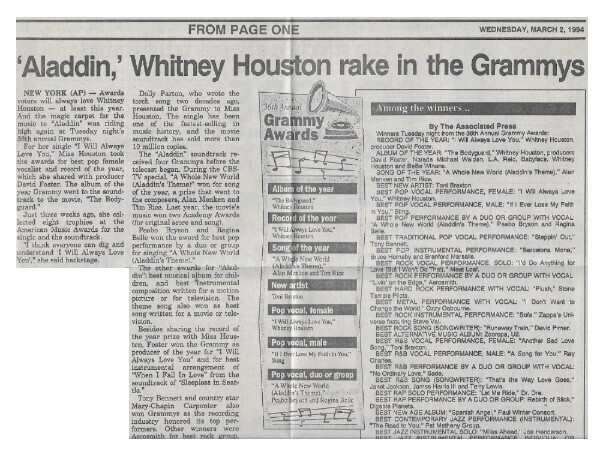 FROM PAGE ONE
WEDNESDAY, MARCH 2, 1994
'Aladdin,' Whitney Houston rake in the Grammys
NEW YORK (AP) — Awards
voters will always love Whitney
Houston — at least this year.
And the magic carpet for the
music to "Aladdin" was riding
high again at Tuesday night's
36th annual Grammys.
For her single "I Will Always
Love You," Miss Houston took
the awards for best pop female
vocalist and record of the year,
which she shared with producer
David Foster. The album of the
year Grammy went to the sound-
track to the movie, "The Body-
guard."
Just three weeks ago, she col-
lected eight trophies at the
American Music Awards for the
single and the soundtrack.
"I think everyone can dig and
understand 'I Will Always Love
You'," she said backstage.
Dolly Parton, who wrote the
torch song two decades ago,
presented the Grammy to Miss
Houston. The single has been
one of the fastest-selling in
music history, and the movie
soundtrack has sold more than
10 million copies.
The "Aladdin" soundtrack re-
ceived four Grammys before the
telecast began. During the CBS-
TV special, "A Whole New World
(Aladdin's Theme)" won for song
of the year, a prize that went to
the composers, Alan Menken and
Tim Rice. Last year, the movie's
music won two Academy Awards
(for original score and song).
Peabo Bryson and Regina
Belle won the award for best pop
performance by a duo or group
for singing "A Whole New World
(Aladdin's Theme)."
The other awards for "Alad-
din": best musical album for chil-
dren, and best instrumental
composition written for a motion
picture or for television. The
theme song also won as best
song written for a movie or tele-
vision.
Besides sharing the record of
the year prize with Miss Hous-
ton, Foster won the Grammy as
producer of the year for "I Will
Always Love You" and for best
instrumental arrangement of
"When I Fall In Love" from the
soundtrack of "Sleepless in Seat-
tle."
Tony Bennett and country star
Mary-Chapin Carpenter also
won Grammys as the recording
industry honored its top per-
formers. Other winners were
Aerosmith for best rock group,
36th Annual
Grammy
Awards
Album of the year
"The Bodyguard,"
Whitney Houston
Record of the year
"I Will Always Love You,"
Whitney Houston
Song of the year
"A Whole New World
(Aladdin's Theme),"
Alan Menken and Tim Rice
New artist
Toni Braxton
Pop vocal, female
"I Will Always Love You,"
Whitney Houston
Pop vocal, male
"If I Ever Lose My Faith In You,"
Sting
Pop vocal, duo or group
"A Whole New World
(Aladdin's Theme),"
Peabo Bryson and Regina Belle
Among the winners ..
By The Associated Press
Winners Tuesday night from the 36th Annual Grammy Awards:
RECORD OF THE YEAR: "I Will Always Love You," Whitney Houston,
producer David Foster.
ALBUM OF THE YEAR: "The Bodyguard," Whitney Houston, producers
David Foster, Narada Michael Walden, L.A. Reid, Babyface, Whitney
Houston and BeBe Winans.
SONG OF THE YEAR: "A Whole New World (Aladdin's Theme)," Alan
Menken and Tim Rice.
BEST NEW ARTIST: Toni Braxton
BEST POP VOCAL PERFORMANCE, FEMALE: "I Will Always Love
You," Whitney Houston.
BEST POP VOCAL PERFORMANCE, MALE: "If I Ever Lose My Faith
In You," Sting.
BEST POP PERFORMANCE BY A DUO OR GROUP WITH VOCAL:
"A Whole New World (Aladdin's Theme)," Peabo Bryson and Regina
Belle.
BEST TRADITIONAL POP VOCAL PERFORMANCE: "Steppin' Out,"
Tony Bennett.
BEST POP INSTRUMENTAL PERFORMANCE: "Barcelona Mona,"
Bruce Hornsby and Branford Marsalis.
BEST ROCK VOCAL PERFORMANCE, SOLO: "I'd Do Anything for
Love (But I Won't Do That)," Meat Loaf.
BEST ROCK PERFORMANCE BY A DUO OR GROUP WITH VOCAL:
"Livin' on the Edge," Aerosmith.
BEST HARD ROCK PERFORMANCE WITH VOCAL: "Plush," Stone
Temple Pilots.
BEST METAL PERFORMANCE WITH VOCAL: "I Don't Want to
Change the World," Ozzy Osbourne.
BEST ROCK INSTRUMENTAL PERFORMANCE: "Sofa," Zappa's Uni-
verse featuring Steve Vai.
BEST ROCK SONG (SONGWRITER): "Runaway Train," David Pirner.
BEST ALTERNATIVE MUSIC ALBUM: Zooropa, U2.
BEST R&B VOCAL PERFORMANCE, FEMALE: "Another Sad Love
Song," Toni Braxton.
BEST R&B VOCAL PERFORMANCE, MALE: "A Song for You," Ray
Charles.
BEST R&B PERFORMANCE BY A DUO OR GROUP WITH VOCAL:
"No Ordinary Love," Sade.
BEST R&B SONG (SONGWRITER): "That's the Way Love Goes,"
Janet Jackson, James Harris III and Terry Lewis.
BEST RAP SOLO PERFORMANCE: "Let Me Ride," Dr. Dre.
BEST RAP PERFORMANCE BY A DUO OR GROUP: Rebirth of Slick,"
Digable Planets.
BEST NEW AGE ALBUM: "Spanish Angel," Paul Winter Consort.
BEST CONTEMPORARY JAZZ PERFORMANCE (INSTRUMENTAL):
"The Road to You," Pat Metheny Group.
BEST JAZZ INSTRUMENTAL SOLO: "Miles Ahead," Joe Henderson.
BEST JAZZ INSTRUMENTAL PERFORMANCE, INDIVIDUAL OR